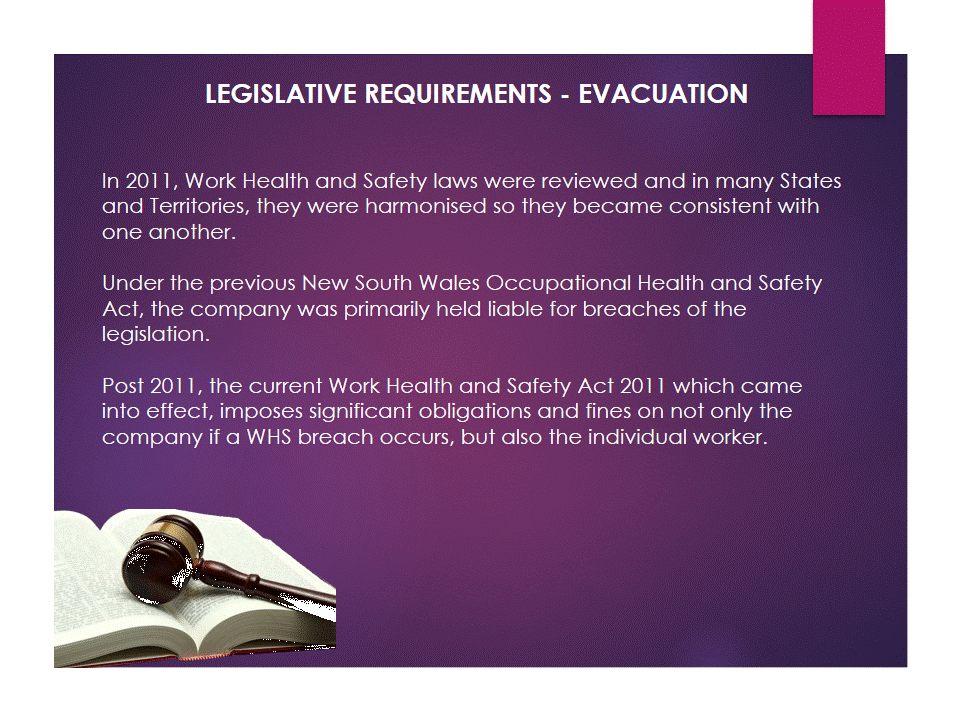 LEGISLATIVE REQUIREMENTS - EVACUATION
In 2011, Work Health and Safety laws were reviewed and in many States
and Territories, they were harmonised so they became consistent with
one another.
Under the previous New South Wales Occupational Health and Safety
Act, the company was primarily held liable for breaches of the
legislation.
Post 2011, the current Work Health and Safety Act 2011 which came
into effect, imposes significant obligations and fines on not only the
company if a WHS breach occurs, but also the individual worker.